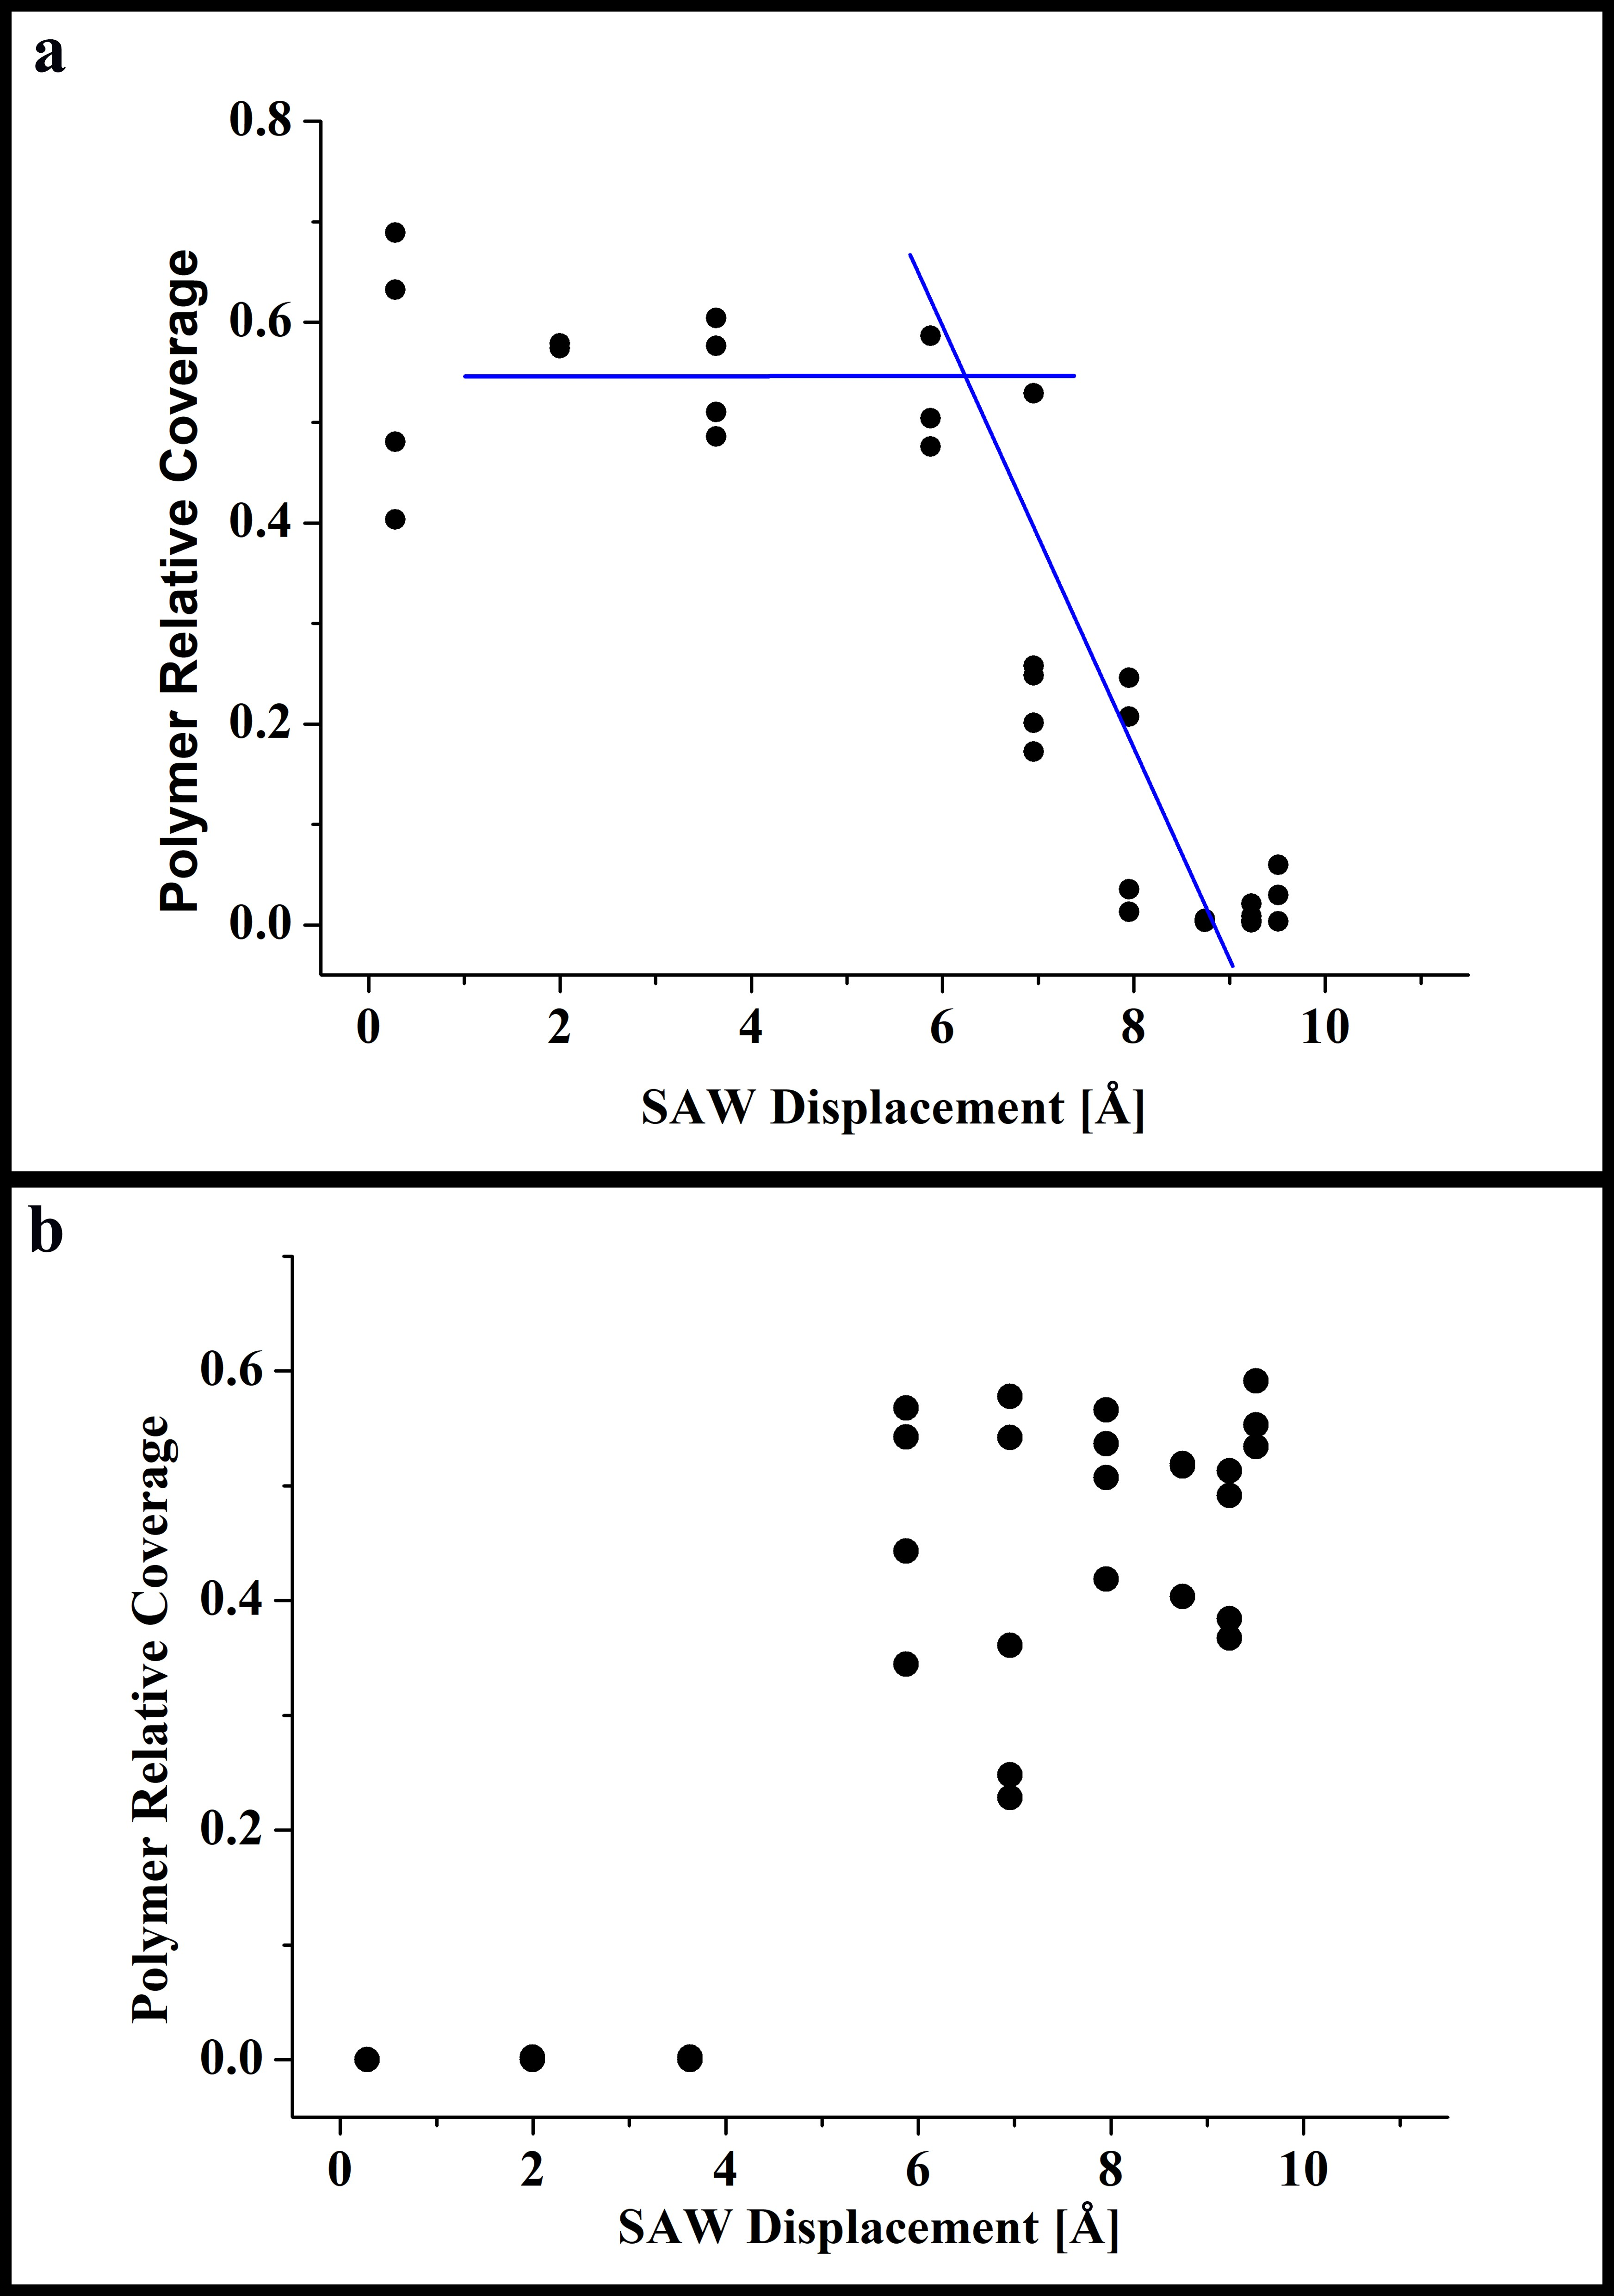 a
0.8
0.6
0.4
0.2
0.0
Polymer Relative Coverage
0 2 4 6 8 10
SAW Displacement [Å]
b
0.6
0.4
0.2
0.0
Polymer Relative Coverage
0 2 4 6 8 10
SAW Displacement [Å]